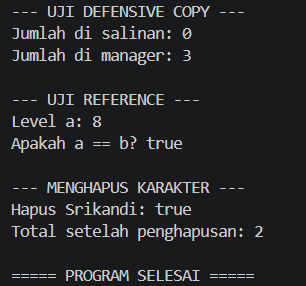 --- UJI DEFENSIVE COPY ---
Jumlah di salinan: 0
Jumlah di manager: 3
--- UJI REFERENCE ---
Level a: 8
Apakah a == b? true
--- MENGHAPUS KARAKTER ---
Hapus Srikandi: true
Total setelah penghapusan: 2
===== PROGRAM SELESAI =====